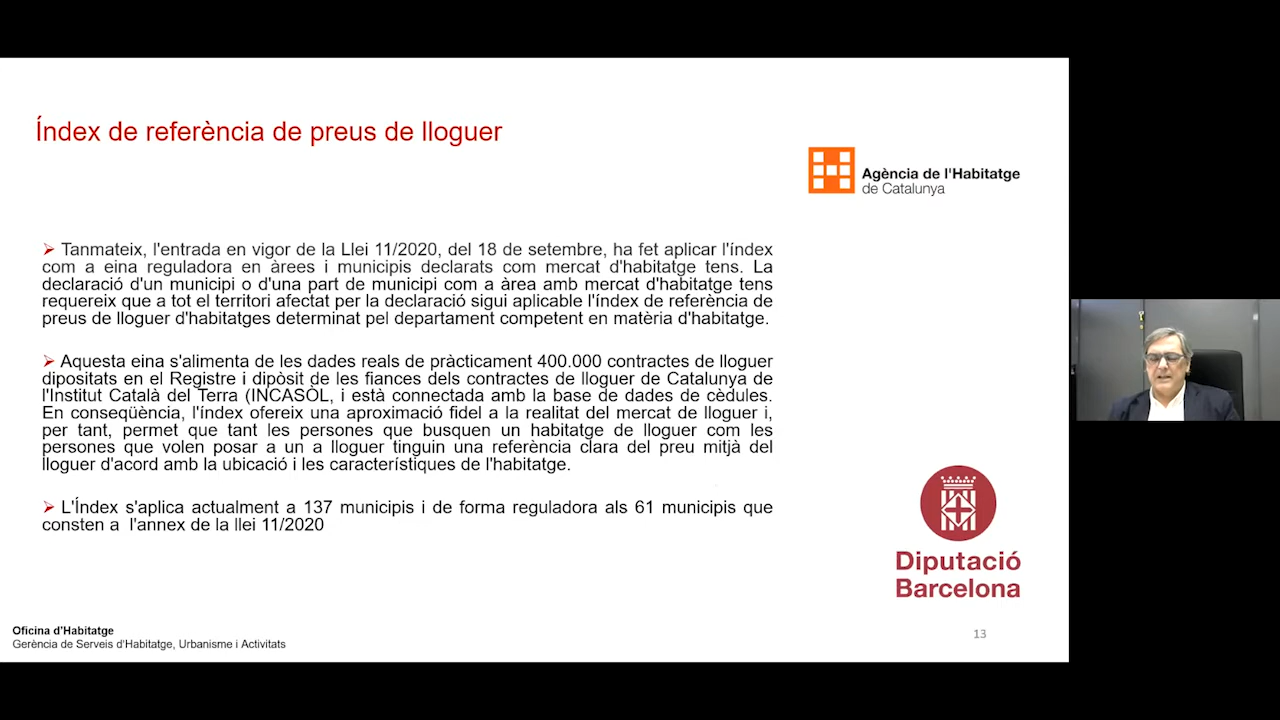 Índex de referència de preus de lloguer
Agència de l'Habitatge
de Catalunya
Tanmateix, l'entrada en vigor de la Llei 11/2020, del 18 de setembre, ha fet aplicar l'índex
com a eina reguladora en àrees i municipis declarats com mercat d'habitatge tens. La
declaració d'un municipi o d'una part de municipi com a àrea amb mercat d'habitatge tens
requereix que a tot el territori afectat per la declaració sigui aplicable l'índex de referència de
preus de lloguer d'habitatges determinat pel departament competent en matèria d'habitatge.
Aquesta eina s'alimenta de les dades reals de pràcticament 400.000 contractes de lloguer
dipositats en el Registre i dipòsit de les fiances dels contractes de lloguer de Catalunya de
l'Institut Català del Terra (INCASÒL, i està connectada amb la base de dades de cèdules.
En conseqüència, l'índex ofereix una aproximació fidel a la realitat del mercat de lloguer i,
per tant, permet que tant les persones que busquen un habitatge de lloguer com les
persones que volen posar a un a lloguer tinguin una referència clara del preu mitjà del
lloguer d'acord amb la ubicació i les característiques de l'habitatge.
L'Índex s'aplica actualment a 137 municipis i de forma reguladora als 61 municipis que
consten a l'annex de la llei 11/2020
Diputació
Barcelona
Oficina d'Habitatge
Gerència de Serveis d'Habitatge, Urbanisme i Activitats
13